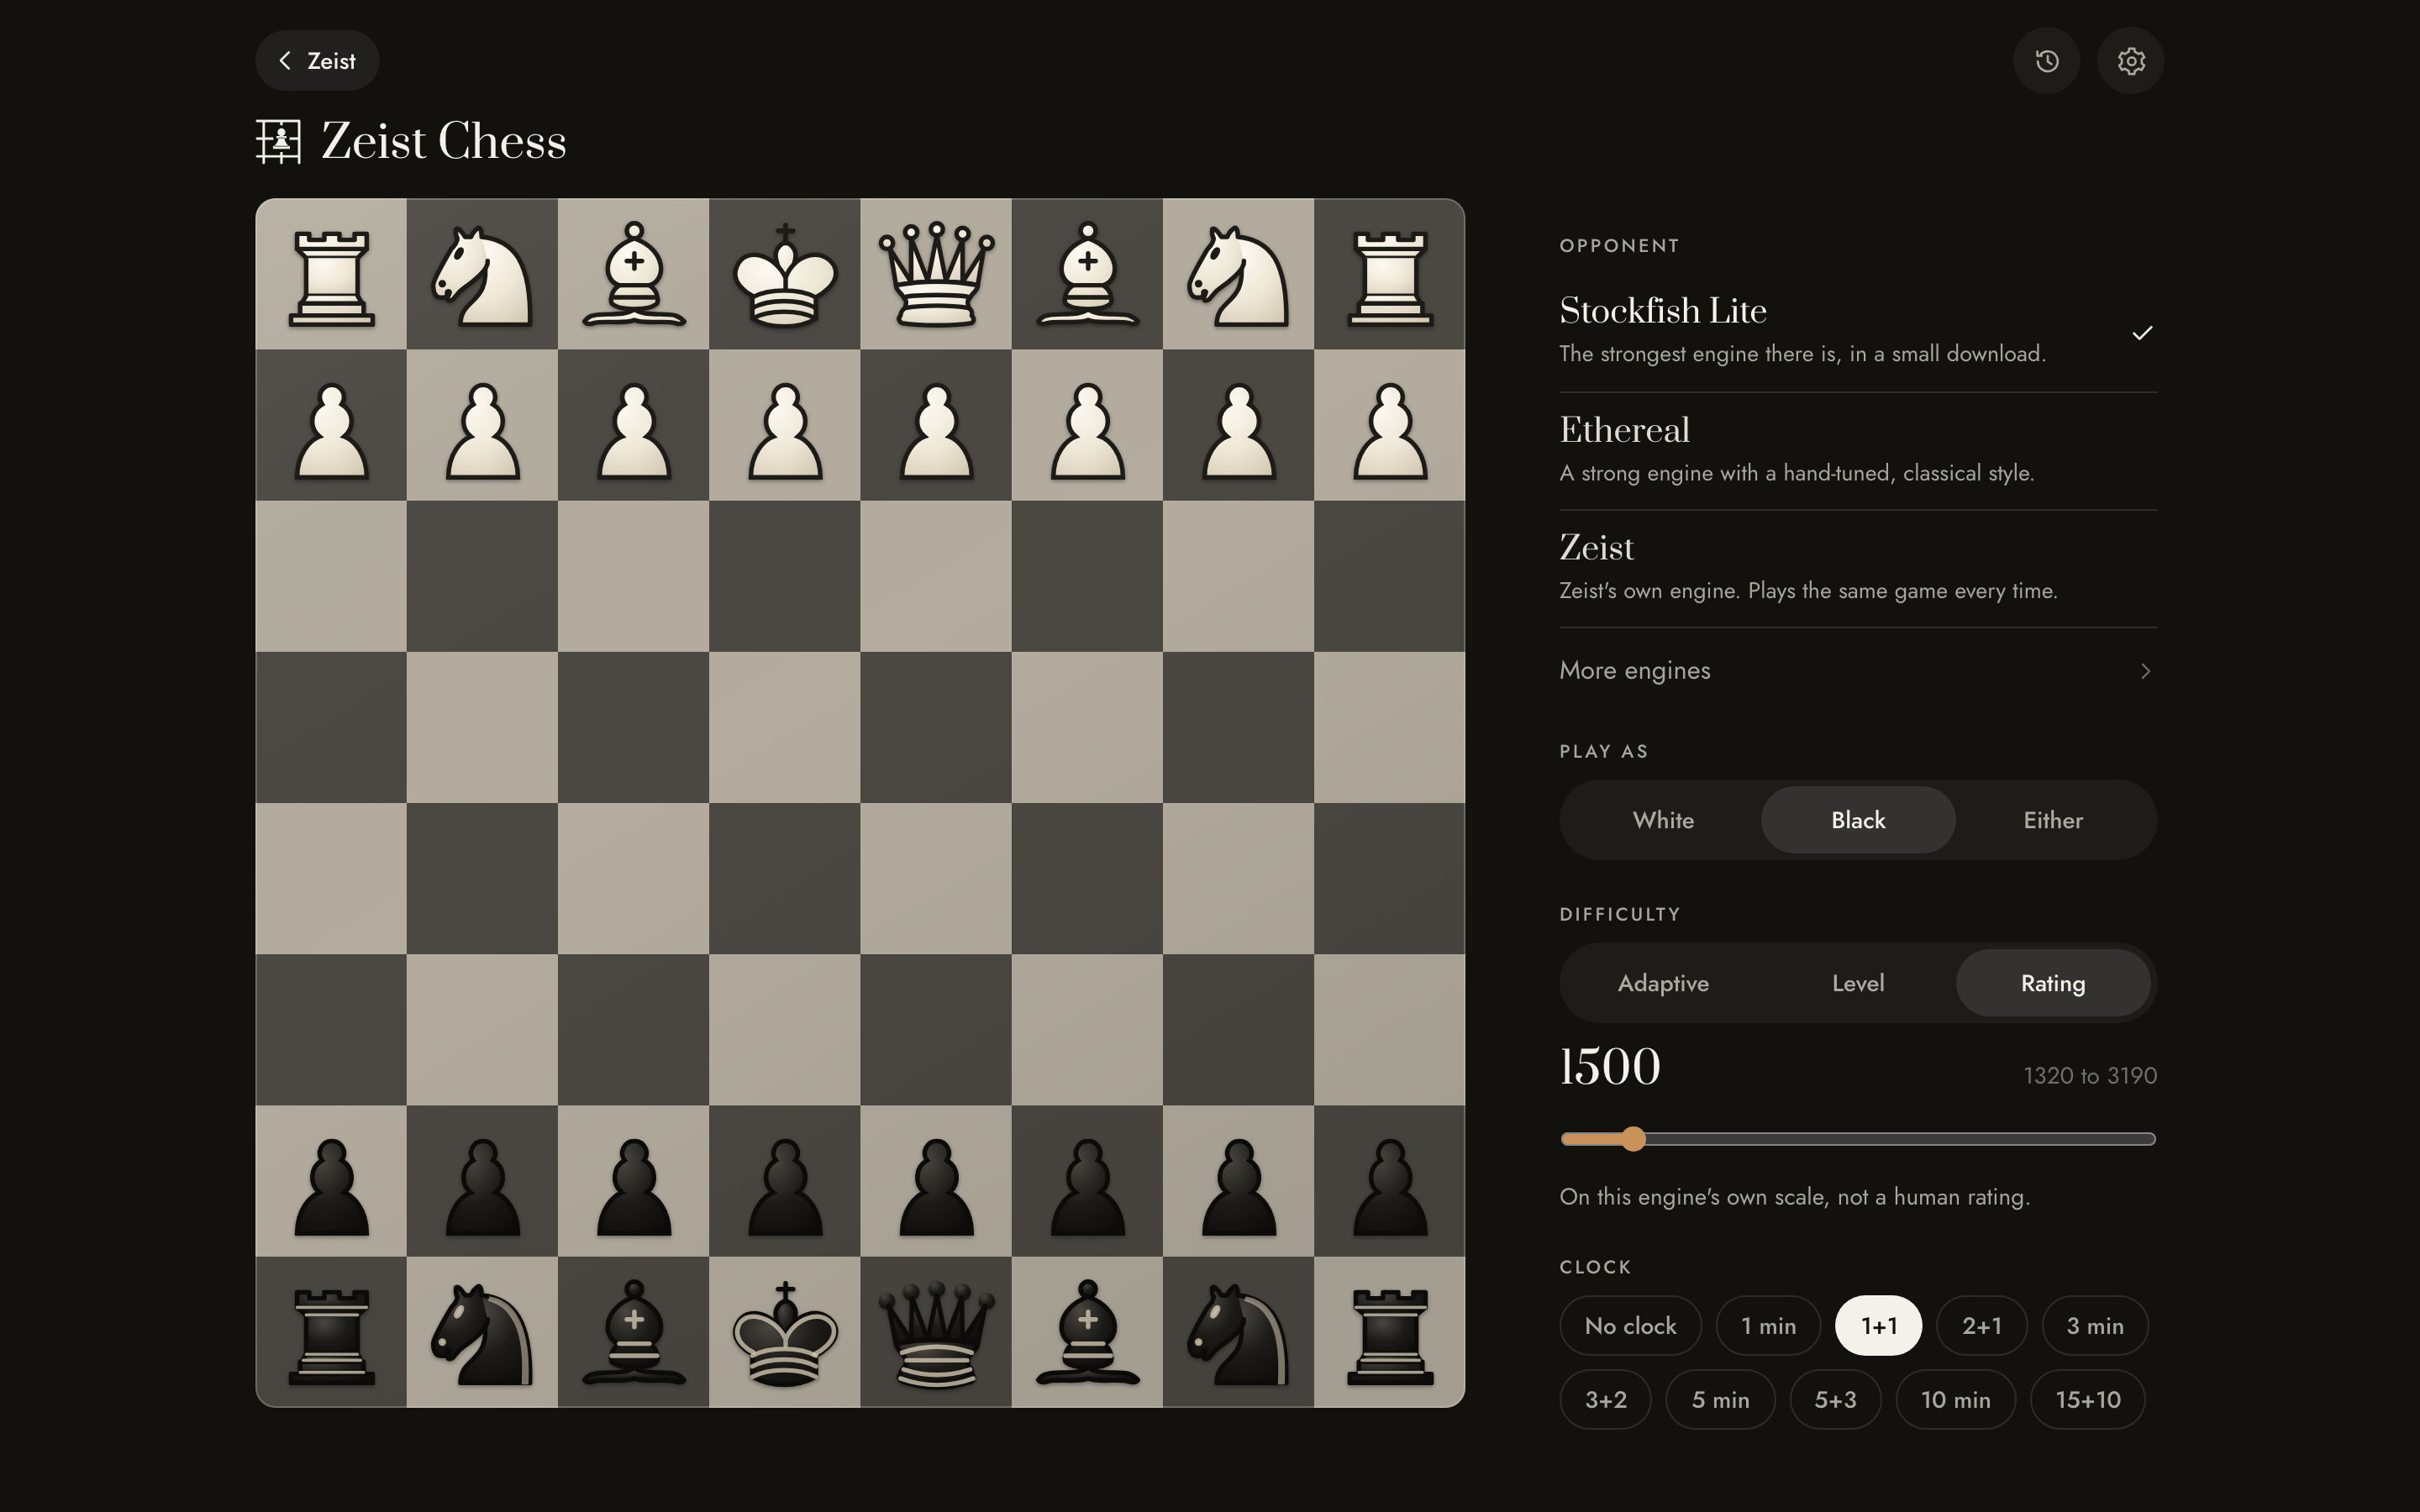 Zeist
Zeist Chess
OPPONENT
Stockfish Lite
The strongest engine there is, in a small download.
Ethereal
A strong engine with a hand-tuned, classical style.
Zeist
Zeist's own engine. Plays the same game every time.
More engines
PLAY AS
White Black Either
DIFFICULTY
Adaptive Level Rating
1500 1320 to 3190
On this engine's own scale, not a human rating.
CLOCK
No clock 1 min 1+1 2+1 3 min
3+2 5 min 5+3 10 min 15+10